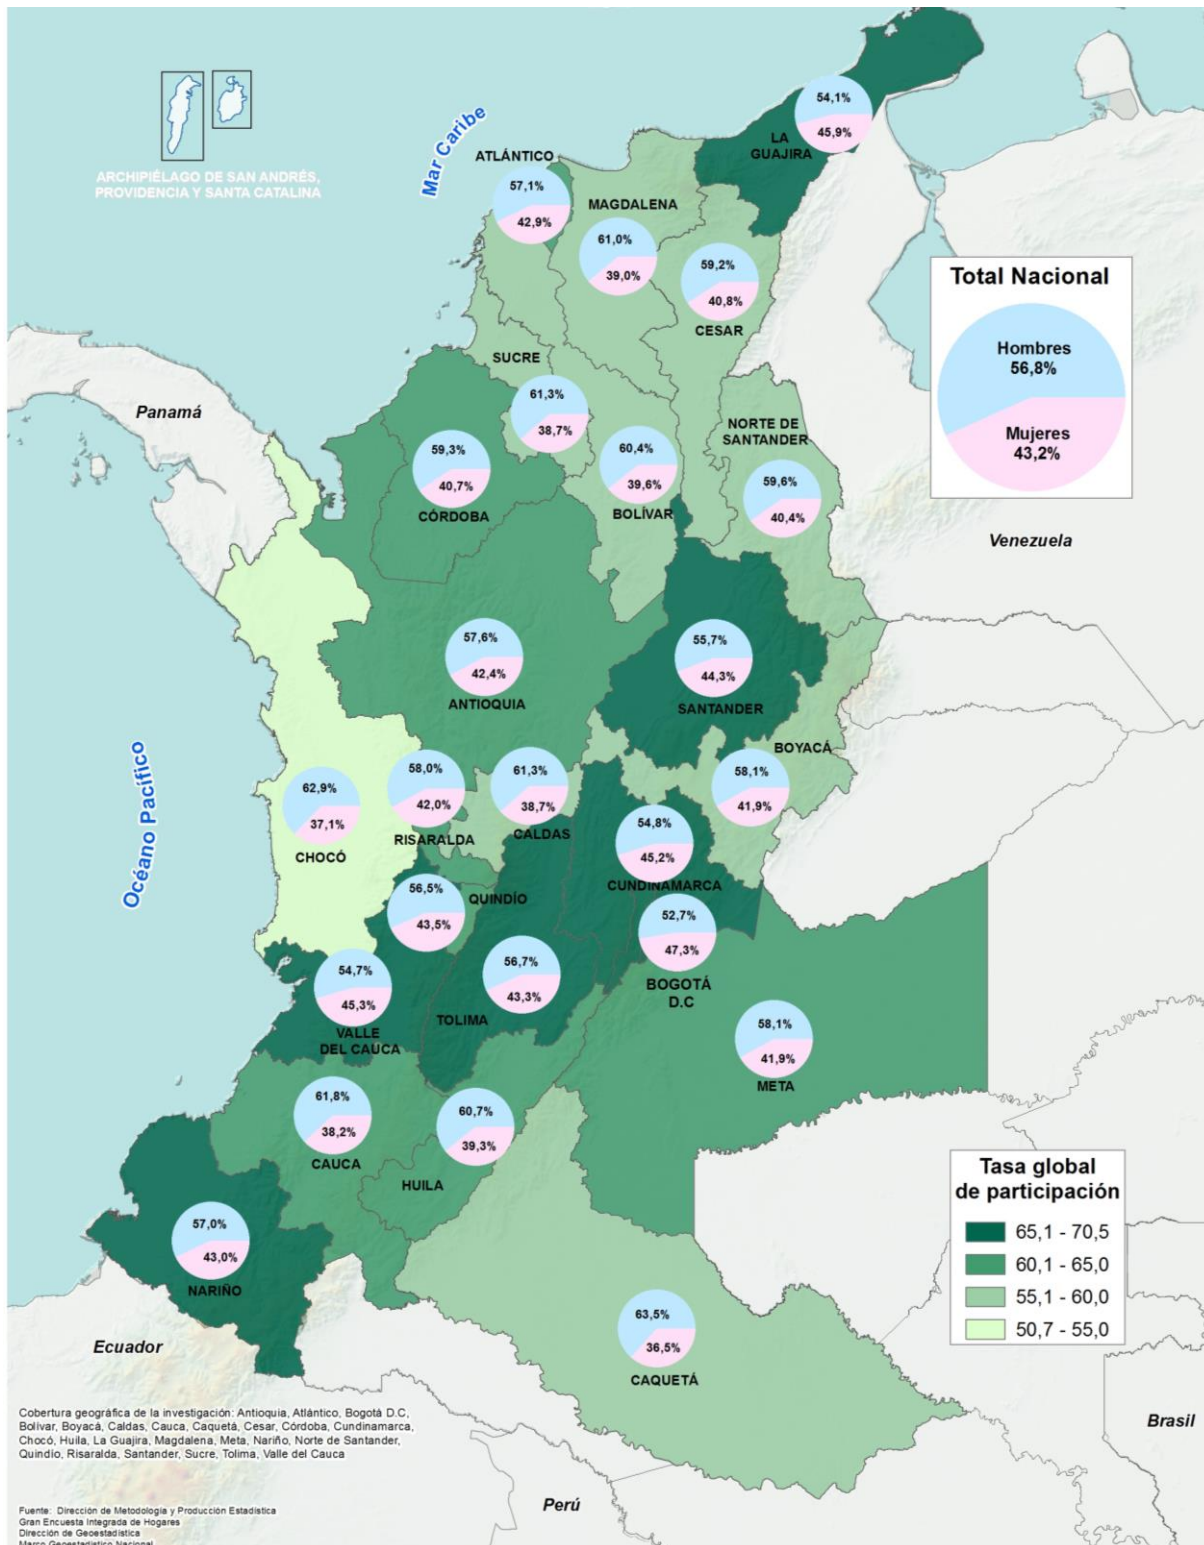 ARCHIPIÉLAGO DE SAN ANDRÉS,
PROVIDENCIA Y SANTA CATALINA
Mar Caribe
54,1%
45,9%
LA
GUAJIRA
ATLÁNTICO
57,1%
42,9%
MAGDALENA
61,0%
39,0%
59,2%
40,8%
CESAR
Total Nacional
Hombres
56,8%
Mujeres
43,2%
SUCRE
61,3%
38,7%
Panamá
NORTE DE
SANTANDER
59,6%
40,4%
60,4%
39,6%
BOLÍVAR
59,3%
40,7%
CÓRDOBA
Venezuela
57,6%
42,4%
ANTIOQUIA
55,7%
44,3%
SANTANDER
Océano Pacífico
BOYACÁ
58,1%
41,9%
62,9%
37,1%
CHOCÓ
58,0%
42,0%
RISARALDA
61,3%
38,7%
CALDAS
54,8%
45,2%
CUNDINAMARCA
QUINDÍO
56,5%
43,5%
52,7%
47,3%
BOGOTÁ
D.C
54,7%
45,3%
VALLE
DEL CAUCA
56,7%
43,3%
TOLIMA
58,1%
41,9%
META
61,8%
38,2%
CAUCA
60,7%
39,3%
HUILA
57,0%
43,0%
NARIÑO
Tasa global
de participación
65,1 - 70,5
60,1 - 65,0
55,1 - 60,0
50,7 - 55,0
Ecuador
63,5%
36,5%
CAQUETÁ
Brasil
Perú
Cobertura geográfica de la investigación: Antioquia, Atlántico, Bogotá D.C,
Bolívar, Boyacá, Caldas, Cauca, Caquetá, Cesar, Córdoba, Cundinamarca,
Chocó, Huila, La Guajira, Magdalena, Meta, Nariño, Norte de Santander,
Quindío, Risaralda, Santander, Sucre, Tolima, Valle del Cauca
Fuente: Dirección de Metodología y Producción Estadística
Gran Encuesta Integrada de Hogares
Dirección de Geoestadística
Marco Geoestadístico Nacional